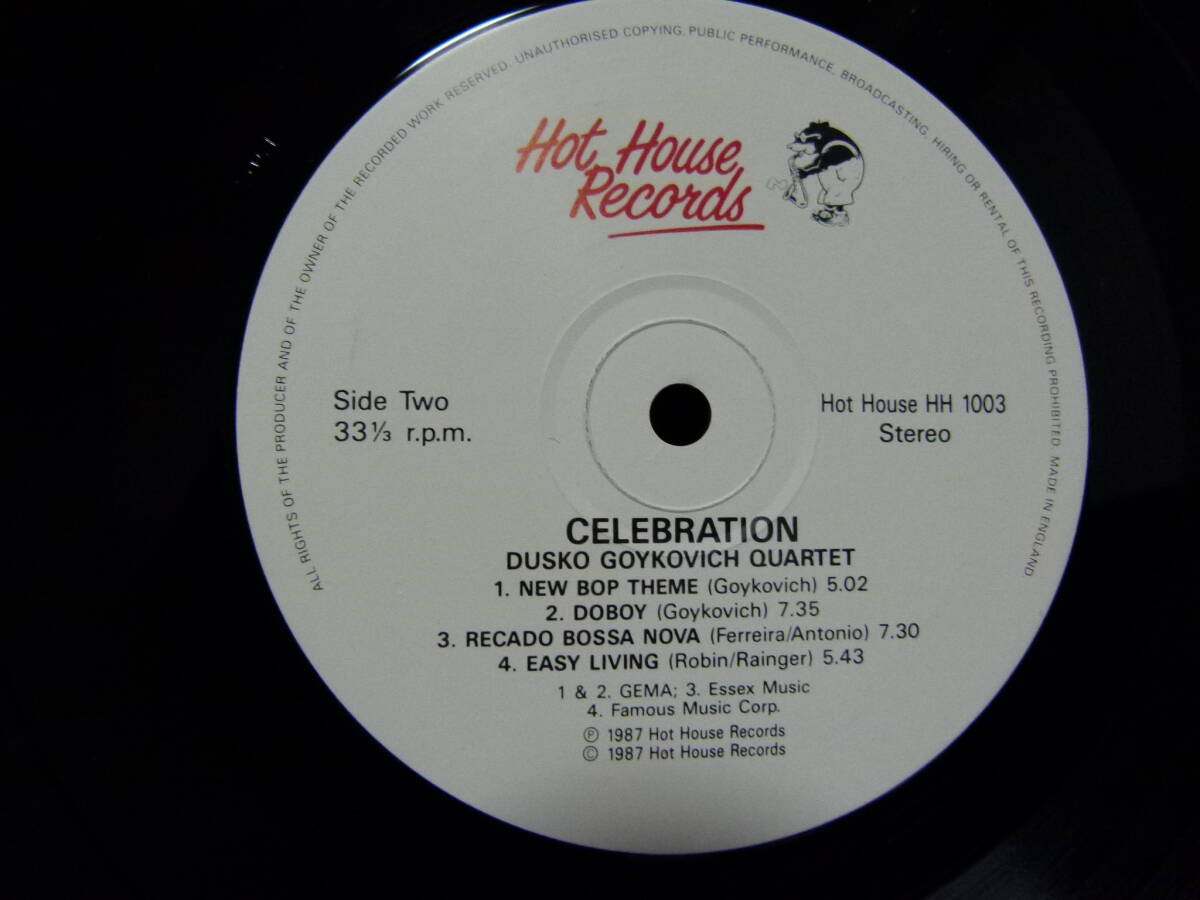 ALL RIGHTS OF THE PRODUCER AND OF THE OWNER OF THE RECORDED WORK RESERVED. UNAUTHORISED COPYING, PUBLIC PERFORMANCE, BROADCASTING, HIRING OR RENTAL OF THIS RECORDING PROHIBITED. MADE IN ENGLAND
Hot House
Records
Side Two
33⅓ r.p.m.
Hot House HH 1003
Stereo
CELEBRATION
DUSKO GOYKOVICH QUARTET
1. NEW BOP THEME (Goykovich) 5.02
2. DOBOY (Goykovich) 7.35
3. RECADO BOSSA NOVA (Ferreira/Antonio) 7.30
4. EASY LIVING (Robin/Rainger) 5.43
1 & 2. GEMA; 3. Essex Music
4. Famous Music Corp.
℗ 1987 Hot House Records
© 1987 Hot House Records